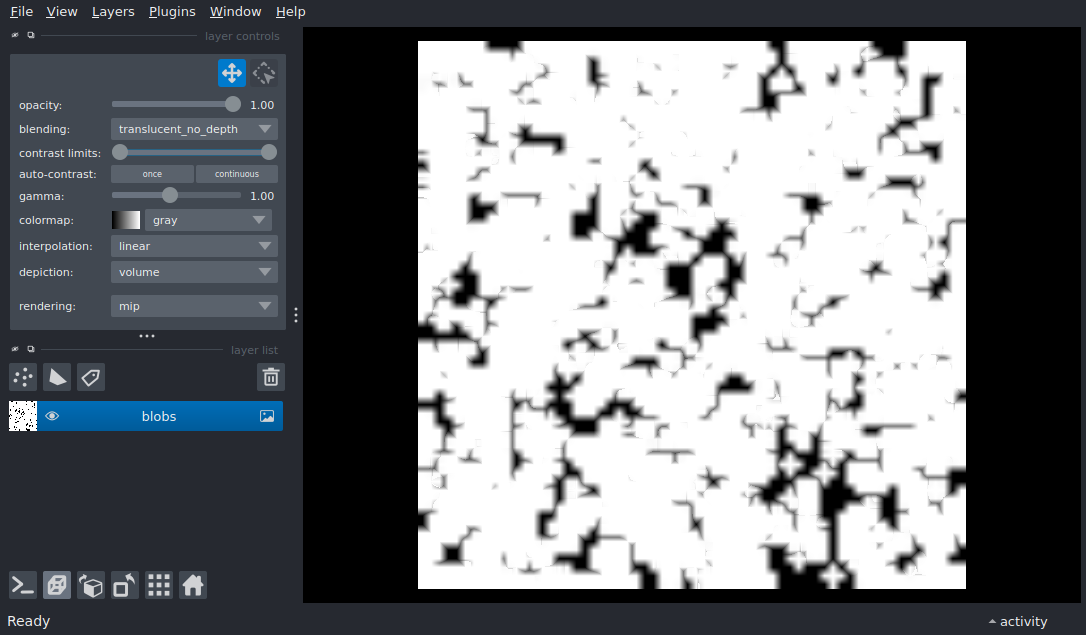 File View Layers Plugins Window Help
layer controls
opacity: 1.00
blending: translucent_no_depth
contrast limits:
auto-contrast: once continuous
gamma: 1.00
colormap: gray
interpolation: linear
depiction: volume
rendering: mip
layer list
blobs
Ready
activity